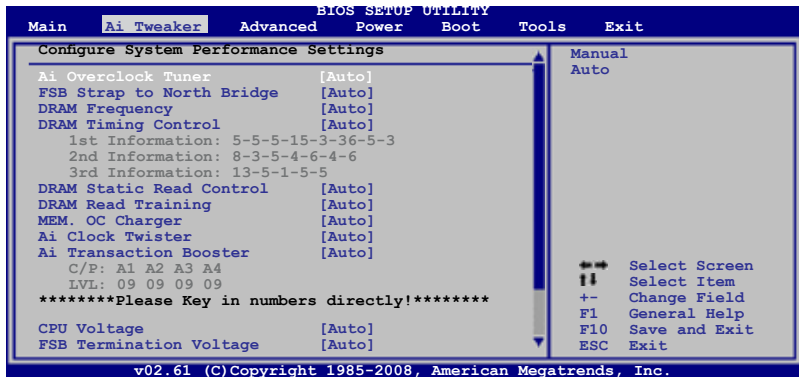 BIOS SETUP UTILITY
Main Ai Tweaker Advanced Power Boot Tools Exit
Configure System Performance Settings
Ai Overclock Tuner [Auto]
FSB Strap to North Bridge [Auto]
DRAM Frequency [Auto]
DRAM Timing Control [Auto]
1st Information: 5-5-5-15-3-36-5-3
2nd Information: 8-3-5-4-6-4-6
3rd Information: 13-5-1-5-5
DRAM Static Read Control [Auto]
DRAM Read Training [Auto]
MEM. OC Charger [Auto]
Ai Clock Twister [Auto]
Ai Transaction Booster [Auto]
C/P: A1 A2 A3 A4
LVL: 09 09 09 09
********Please Key in numbers directly!********
CPU Voltage [Auto]
FSB Termination Voltage [Auto]
Manual
Auto
Select Screen
Select Item
+- Change Field
F1 General Help
F10 Save and Exit
ESC Exit
v02.61 (C)Copyright 1985-2008, American Megatrends, Inc.